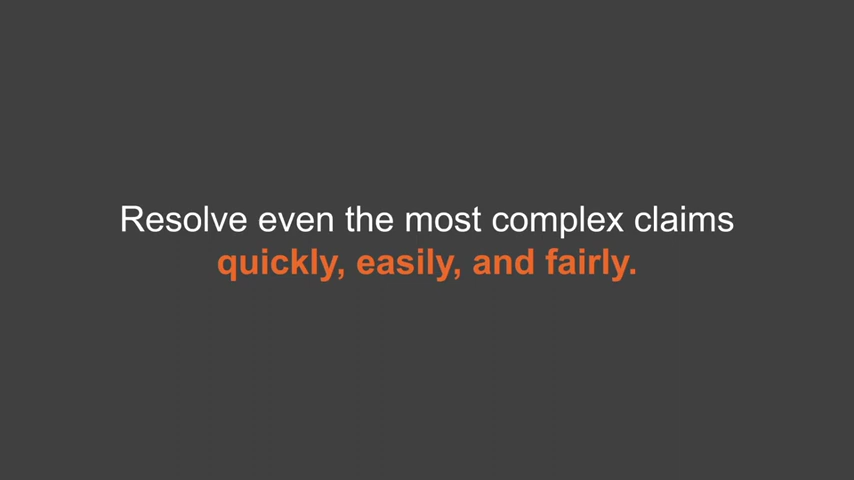 Resolve even the most complex claims
quickly, easily, and fairly.